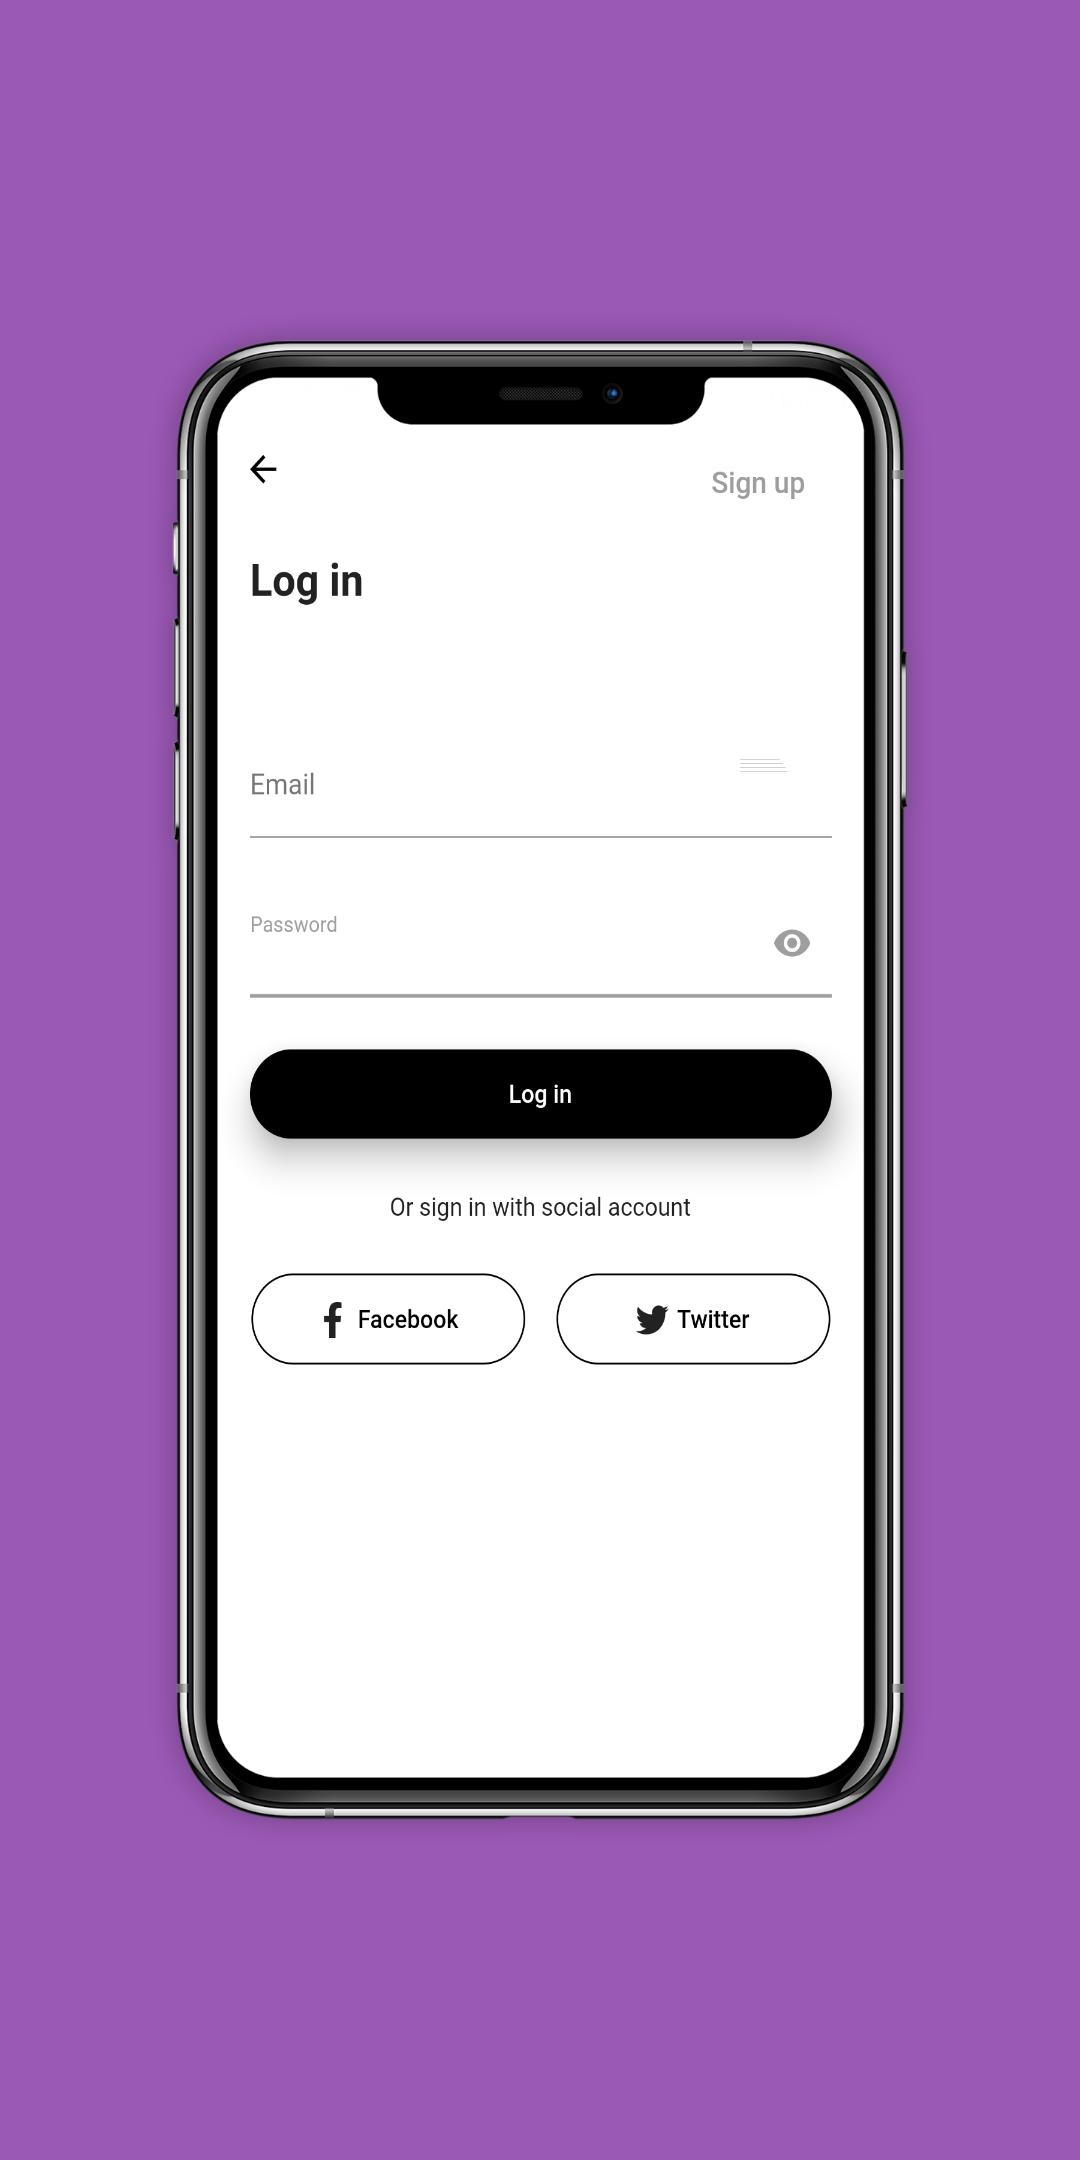 Sign up
Log in
Email
Password
Log in
Or sign in with social account
Facebook
Twitter